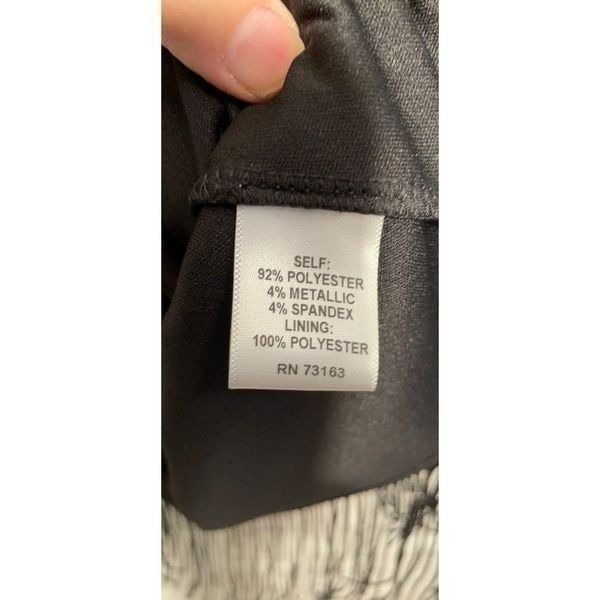 SELF:
92% POLYESTER
4% METALLIC
4% SPANDEX
LINING:
100% POLYESTER
RN 73163